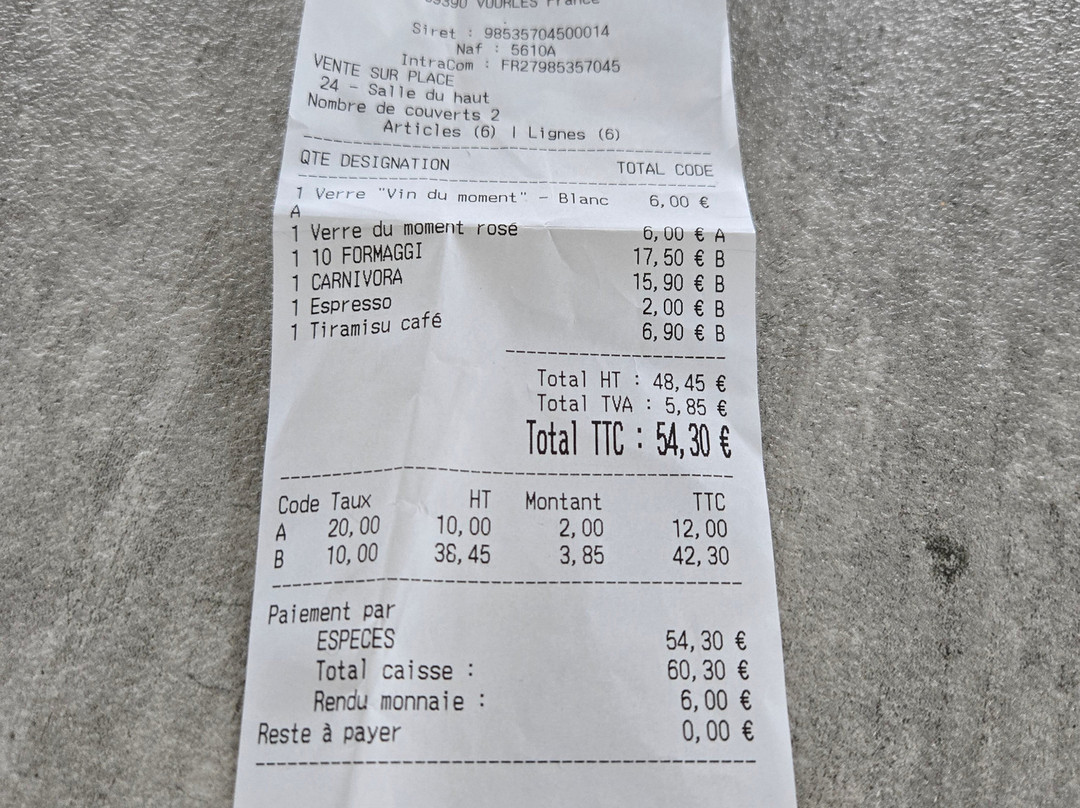 VOURLES France
Siret : 98535704500014
Naf : 5610A
IntraCom : FR27985357045
VENTE SUR PLACE
24 - Salle du haut
Nombre de couverts 2
Articles (6) | Lignes (6)
QTE DESIGNATION TOTAL CODE
1 Verre "Vin du moment" - Blanc 6,00 €
A
1 Verre du moment rosé 6,00 € A
1 10 FORMAGGI 17,50 € B
1 CARNIVORA 15,90 € B
1 Espresso 2,00 € B
1 Tiramisu café 6,90 € B
Total HT : 48,45 €
Total TVA : 5,85 €
Total TTC : 54,30 €
Code Taux HT Montant TTC
A 20,00 10,00 2,00 12,00
B 10,00 38,45 3,85 42,30
Paiement par
ESPECES 54,30 €
Total caisse : 60,30 €
Rendu monnaie : 6,00 €
Reste à payer 0,00 €